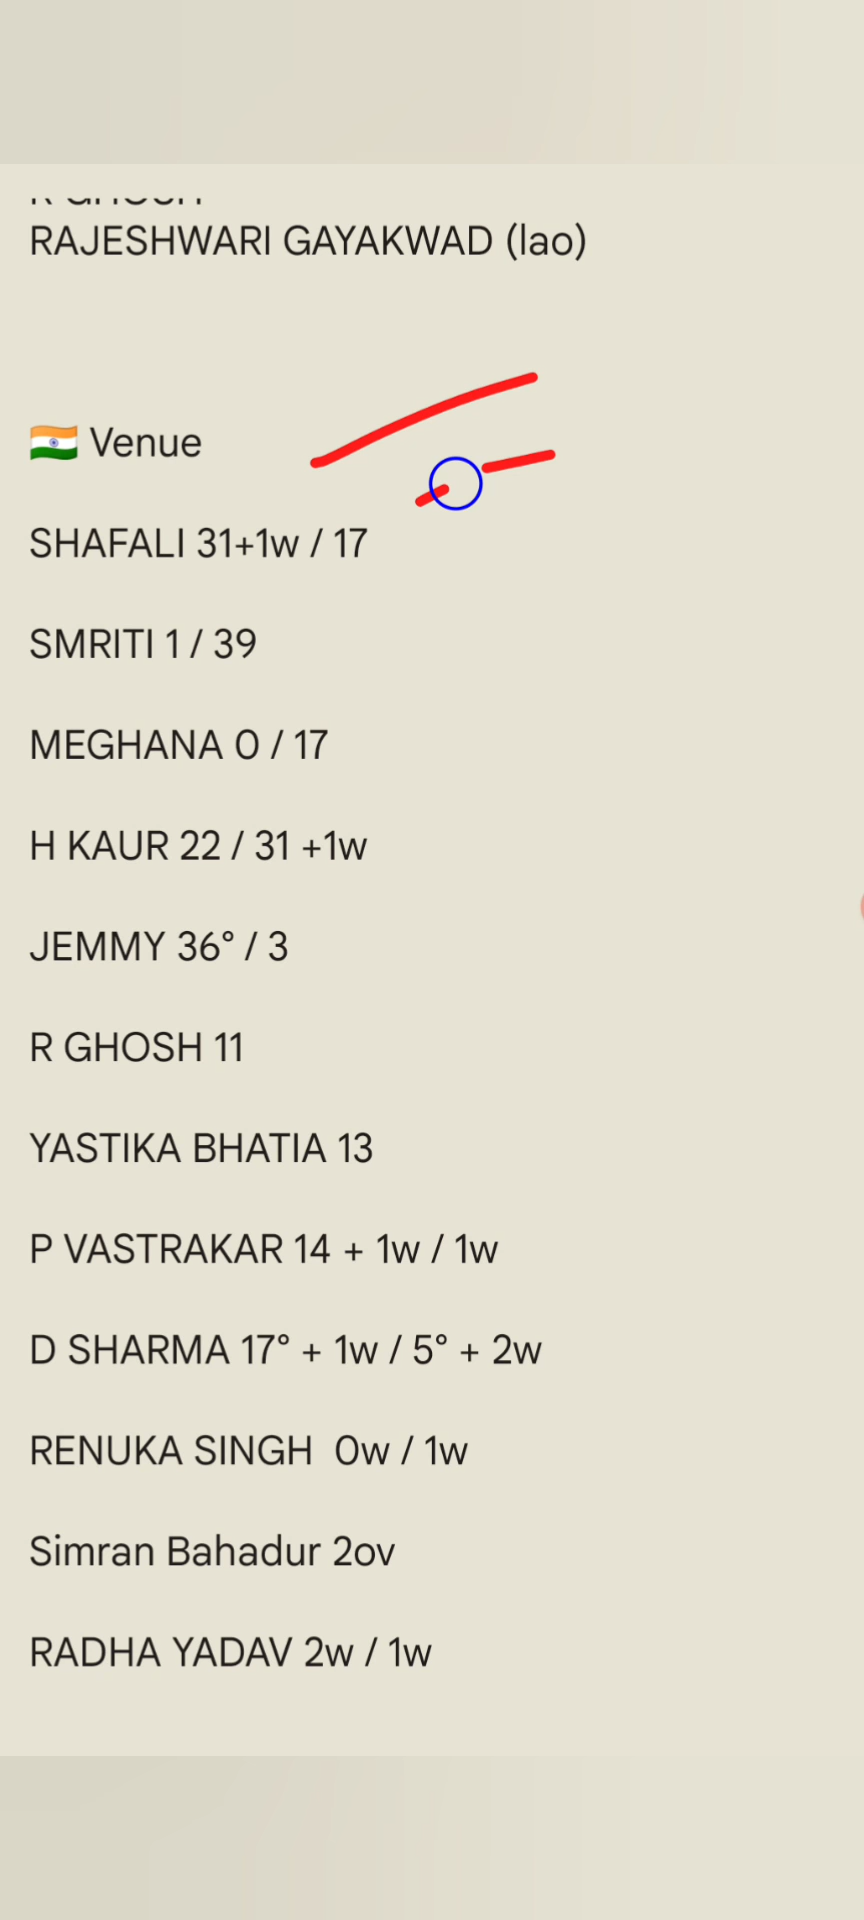 RAJESHWARI GAYAKWAD (lao)
🇮🇳 Venue
SHAFALI 31+1w / 17
SMRITI 1 / 39
MEGHANA 0 / 17
H KAUR 22 / 31 +1w
JEMMY 36° / 3
R GHOSH 11
YASTIKA BHATIA 13
P VASTRAKAR 14 + 1w / 1w
D SHARMA 17° + 1w / 5° + 2w
RENUKA SINGH 0w / 1w
Simran Bahadur 2ov
RADHA YADAV 2w / 1w